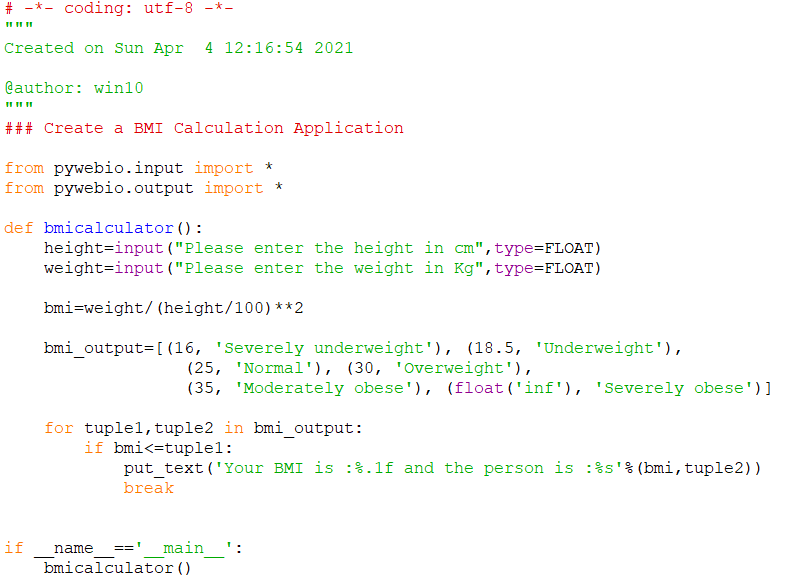 # -*- coding: utf-8 -*-
"""
Created on Sun Apr  4 12:16:54 2021

@author: win10
"""
### Create a BMI Calculation Application

from pywebio.input import *
from pywebio.output import *

def bmicalculator():
    height=input("Please enter the height in cm",type=FLOAT)
    weight=input("Please enter the weight in Kg",type=FLOAT)

    bmi=weight/(height/100)**2

    bmi_output=[(16, 'Severely underweight'), (18.5, 'Underweight'),
                  (25, 'Normal'), (30, 'Overweight'),
                  (35, 'Moderately obese'), (float('inf'), 'Severely obese')]

    for tuple1,tuple2 in bmi_output:
        if bmi<=tuple1:
            put_text('Your BMI is :%.1f and the person is :%s'%(bmi,tuple2))
            break


if __name__=='__main__':
    bmicalculator()